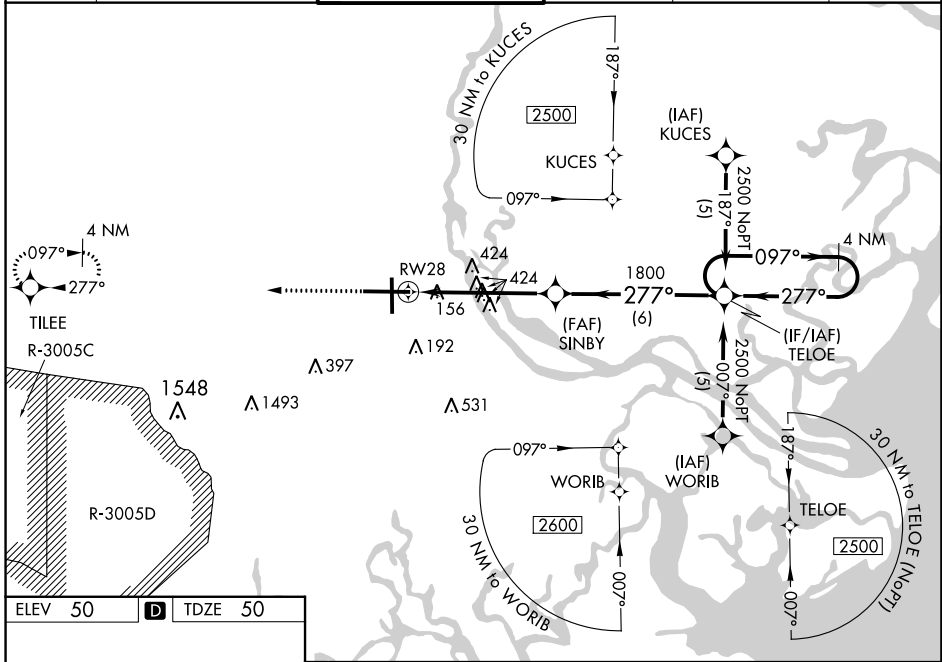 30 NM to KUCES
187°
2500
KUCES
097°
(IAF)
KUCES
2500 NoPT
187°
(5)
4 NM
097°
277°
TILEE
R-3005C
4 NM
097°
277°
(IF/IAF)
TELOE
RW28
424
424
156
1800
277°
(6)
(FAF)
SINBY
192
397
1548
1493
531
2500 NoPT
007°
(5)
(IAF)
WORIB
097°
WORIB
2600
30 NM to WORIB
007°
187°
30 NM to TELOE (NoPT)
TELOE
2500
007°
R-3005D
ELEV 50 D TDZE 50